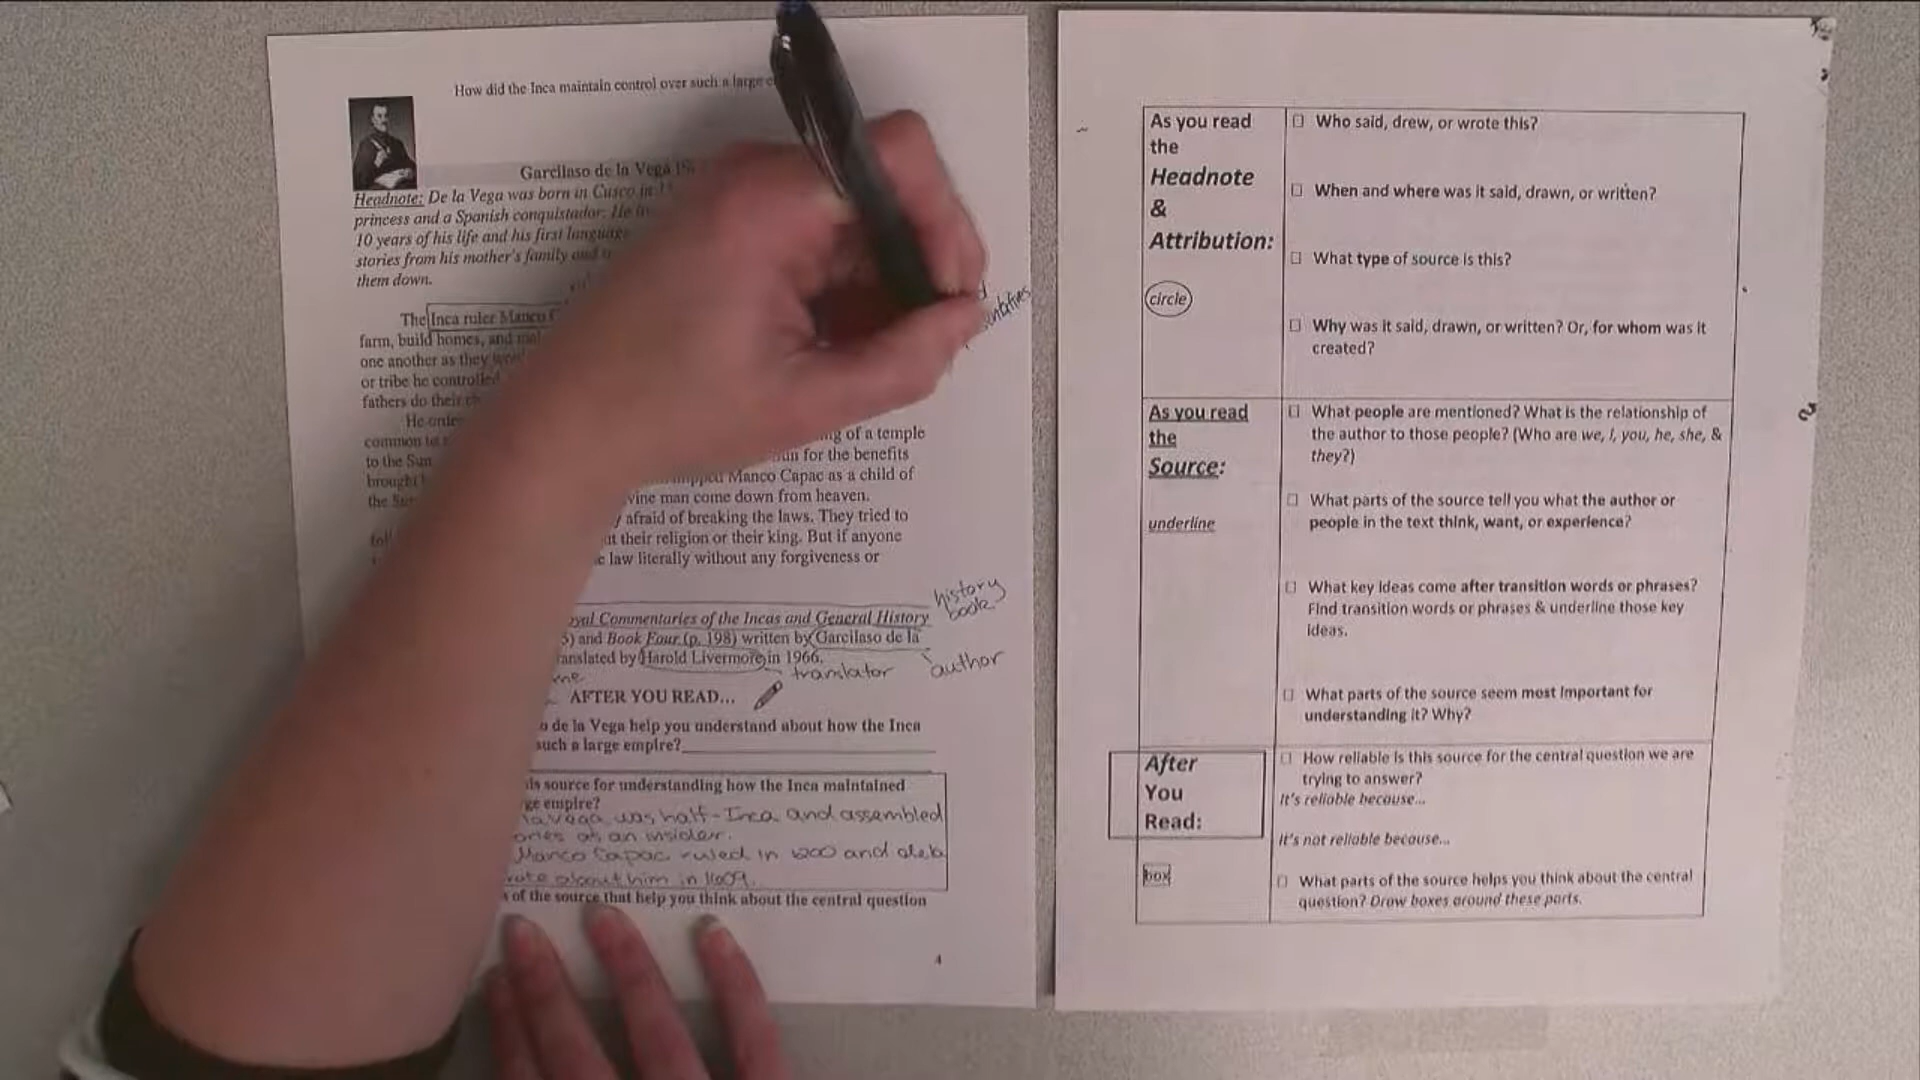 How did the Inca maintain control over such a large
Garcilaso de la Vega
Headnote: De la Vega was born in Cusco in
princess and a Spanish conquistador. He
10 years of his life and his first language
stories from his mother's family and
them down.
The Inca ruler Manco
farm, build homes, and
one another as they
or tribe he controlled
fathers do their
He
common
to the Sun
brought
the
of a temple
for the benefits
Manco Capac as a child of
man come down from heaven.
afraid of breaking the laws. They tried to
their religion or their king. But if anyone
law literally without any forgiveness or
history
book
Commentaries of the Incas and General History
and Book Four (p. 198) written by Garcilaso de la
by Harold Livermore in 1966.
translator
author
AFTER YOU READ...
de la Vega help you understand about how the Inca
such a large empire?
source for understanding how the Inca maintained
empire?
was half-Inca and assembled
as an insider.
Manco Capac ruled in 1200 and
about him in 1609.
of the source that help you think about the central question
4
As you read
the
Headnote
&
Attribution:
circle
☐ Who said, drew, or wrote this?
☐ When and where was it said, drawn, or written?
☐ What type of source is this?
☐ Why was it said, drawn, or written? Or, for whom was it
created?
As you read
the
Source:
underline
☐ What people are mentioned? What is the relationship of
the author to those people? (Who are we, I, you, he, she, &
they?)
☐ What parts of the source tell you what the author or
people in the text think, want, or experience?
☐ What key ideas come after transition words or phrases?
Find transition words or phrases & underline those key
ideas.
☐ What parts of the source seem most important for
understanding it? Why?
After
You
Read:
box
☐ How reliable is this source for the central question we are
trying to answer?
It's reliable because...
It's not reliable because...
☐ What parts of the source helps you think about the central
question? Draw boxes around these parts.